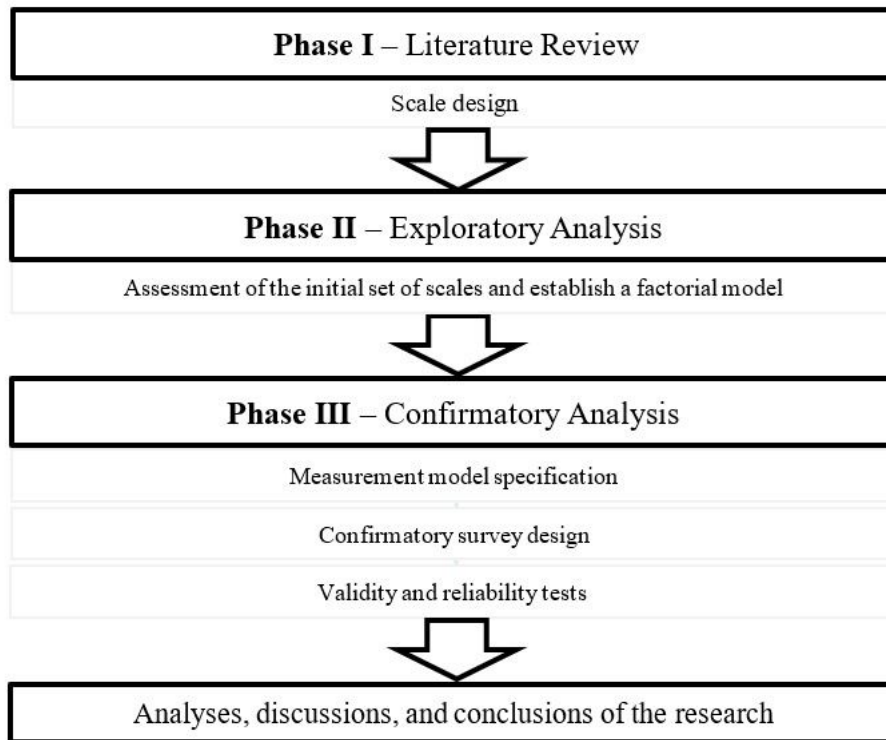 Phase I – Literature Review
Scale design
Phase II – Exploratory Analysis
Assessment of the initial set of scales and establish a factorial model
Phase III – Confirmatory Analysis
Measurement model specification
Confirmatory survey design
Validity and reliability tests
Analyses, discussions, and conclusions of the research